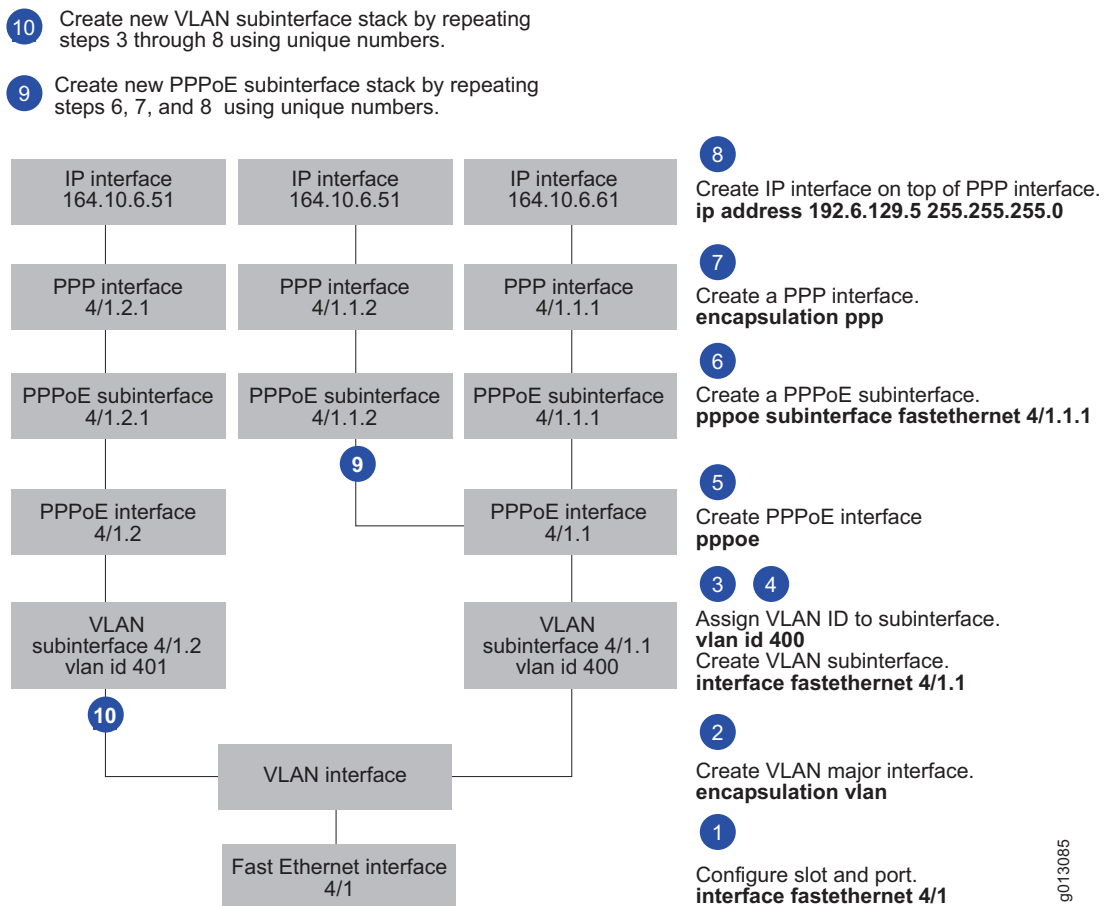 10
Create new VLAN subinterface stack by repeating
steps 3 through 8 using unique numbers.
9
Create new PPPoE subinterface stack by repeating
steps 6, 7, and 8 using unique numbers.
IP interface
164.10.6.51
IP interface
164.10.6.51
IP interface
164.10.6.61
8
Create IP interface on top of PPP interface.
ip address 192.6.129.5 255.255.255.0
PPP interface
4/1.2.1
PPP interface
4/1.1.2
PPP interface
4/1.1.1
7
Create a PPP interface.
encapsulation ppp
PPPoE subinterface
4/1.2.1
PPPoE subinterface
4/1.1.2
PPPoE subinterface
4/1.1.1
6
Create a PPPoE subinterface.
pppoe subinterface fastethernet 4/1.1.1
9
PPPoE interface
4/1.2
PPPoE interface
4/1.1
5
Create PPPoE interface
pppoe
VLAN
subinterface 4/1.2
vlan id 401
VLAN
subinterface 4/1.1
vlan id 400
3 4
Assign VLAN ID to subinterface.
vlan id 400
Create VLAN subinterface.
interface fastethernet 4/1.1
10
VLAN interface
2
Create VLAN major interface.
encapsulation vlan
Fast Ethernet interface
4/1
1
Configure slot and port.
interface fastethernet 4/1
g013085